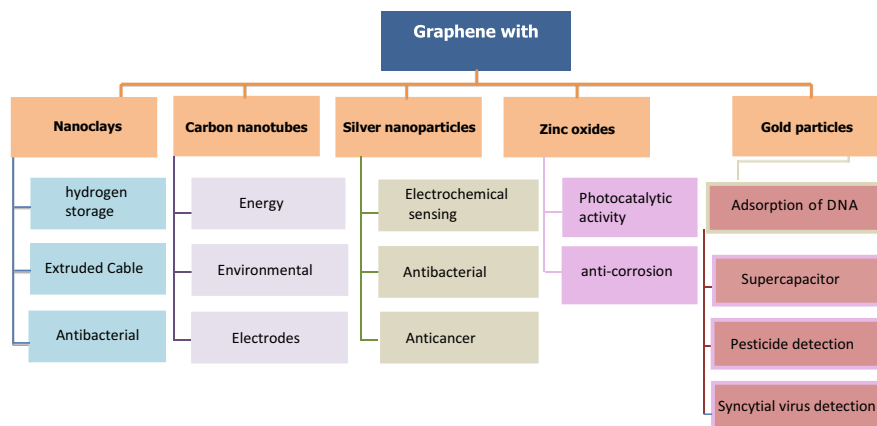 Graphene with
Nanoclays
Carbon nanotubes
Silver nanoparticles
Zinc oxides
Gold particles
hydrogen
storage
Extruded Cable
Antibacterial
Energy
Environmental
Electrodes
Electrochemical
sensing
Antibacterial
Anticancer
Photocatalytic
activity
anti-corrosion
Adsorption of DNA
Supercapacitor
Pesticide detection
Syncytial virus detection